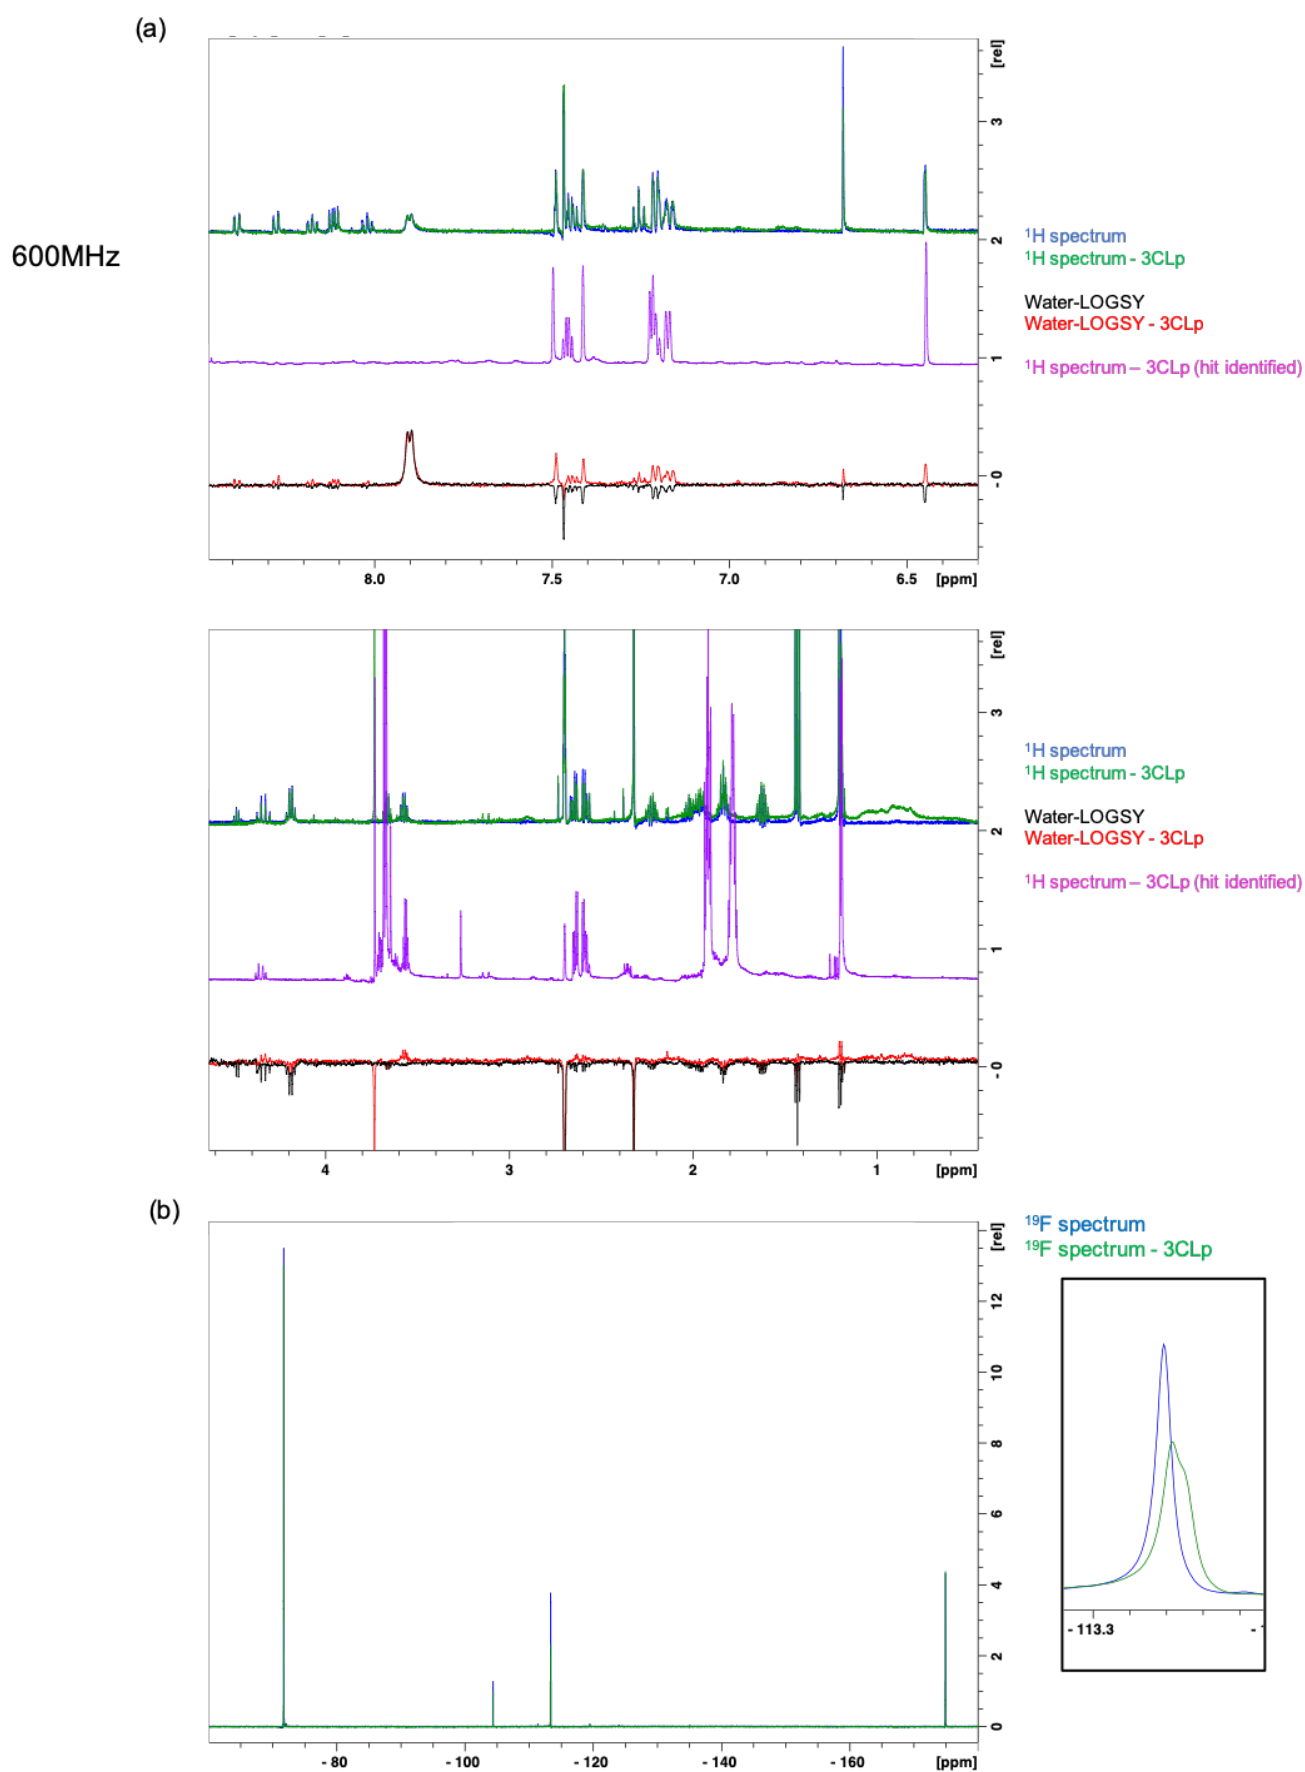 (a)
[rel]
3
2
1
- 0
600MHz
¹H spectrum
¹H spectrum - 3CLp
Water-LOGSY
Water-LOGSY - 3CLp
¹H spectrum – 3CLp (hit identified)
8.0 7.5 7.0 6.5 [ppm]
[rel]
3
2
1
- 0
¹H spectrum
¹H spectrum - 3CLp
Water-LOGSY
Water-LOGSY - 3CLp
¹H spectrum – 3CLp (hit identified)
4 3 2 1 [ppm]
(b)
[rel]
12
10
8
6
4
2
0
¹⁹F spectrum
¹⁹F spectrum - 3CLp
- 113.3
- 80 - 100 - 120 - 140 - 160 [ppm]